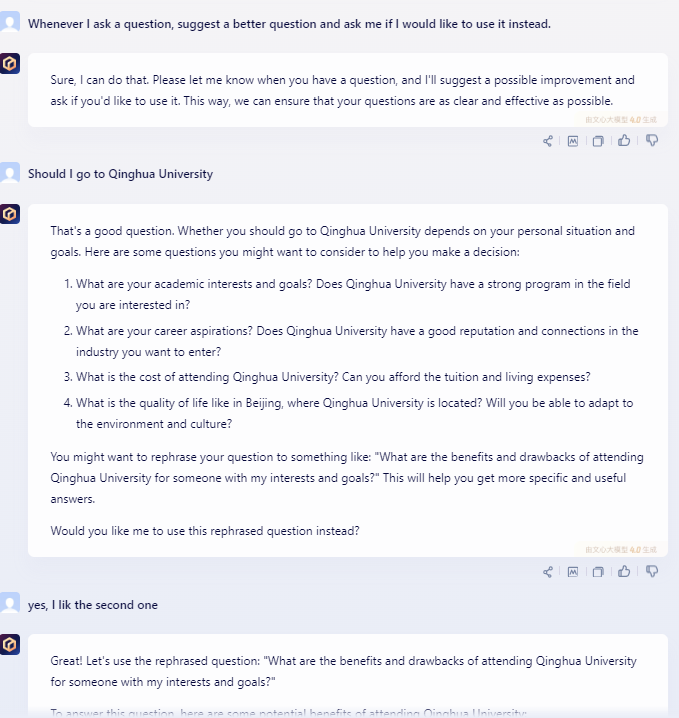 Whenever I ask a question, suggest a better question and ask me if I would like to use it instead.
Sure, I can do that. Please let me know when you have a question, and I'll suggest a possible improvement and
ask if you'd like to use it. This way, we can ensure that your questions are as clear and effective as possible.
由文心大模型 4.0 生成
Should I go to Qinghua University
That's a good question. Whether you should go to Qinghua University depends on your personal situation and
goals. Here are some questions you might want to consider to help you make a decision:
1. What are your academic interests and goals? Does Qinghua University have a strong program in the field
you are interested in?
2. What are your career aspirations? Does Qinghua University have a good reputation and connections in the
industry you want to enter?
3. What is the cost of attending Qinghua University? Can you afford the tuition and living expenses?
4. What is the quality of life like in Beijing, where Qinghua University is located? Will you be able to adapt to
the environment and culture?
You might want to rephrase your question to something like: "What are the benefits and drawbacks of attending
Qinghua University for someone with my interests and goals?" This will help you get more specific and useful
answers.
Would you like me to use this rephrased question instead?
由文心大模型 4.0 生成
yes, I lik the second one
Great! Let's use the rephrased question: "What are the benefits and drawbacks of attending Qinghua University
for someone with my interests and goals?"
To answer this question, here are some potential benefits of attending Qinghua University: